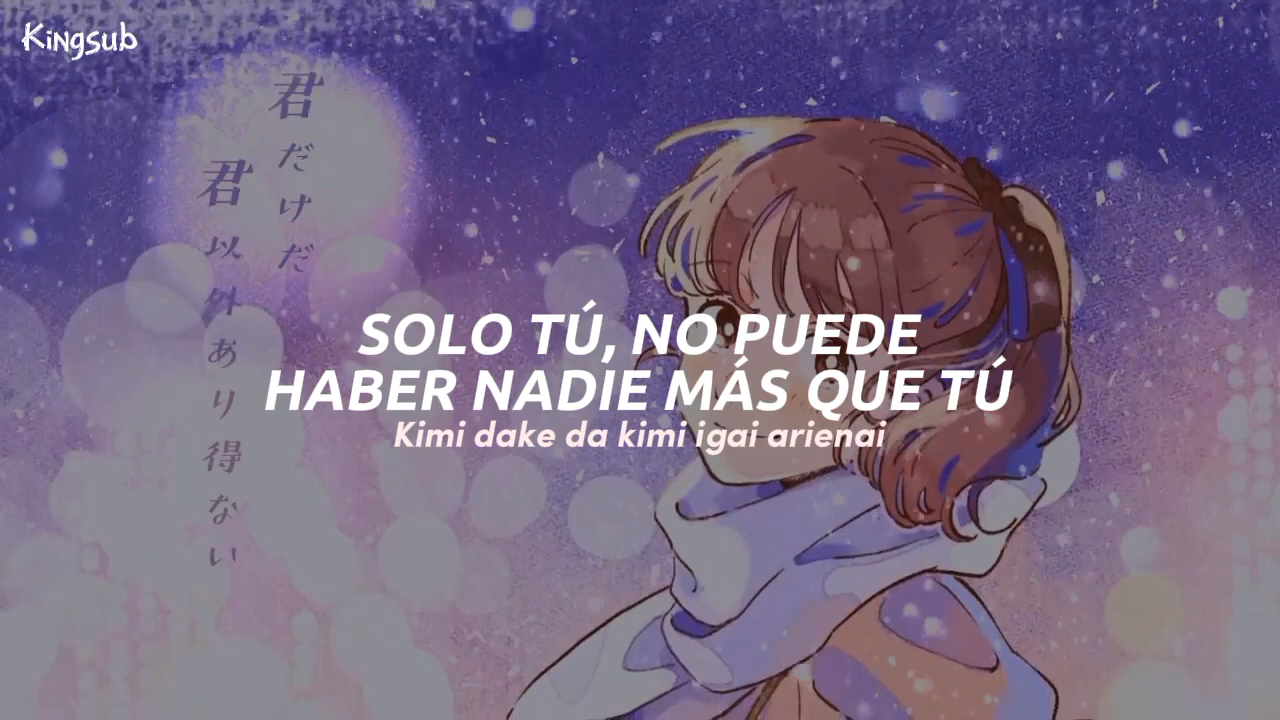 Kingsub
君だけだ
君以外あり得ない
SOLO TÚ, NO PUEDE
HABER NADIE MÁS QUE TÚ
Kimi dake da kimi igai arienai